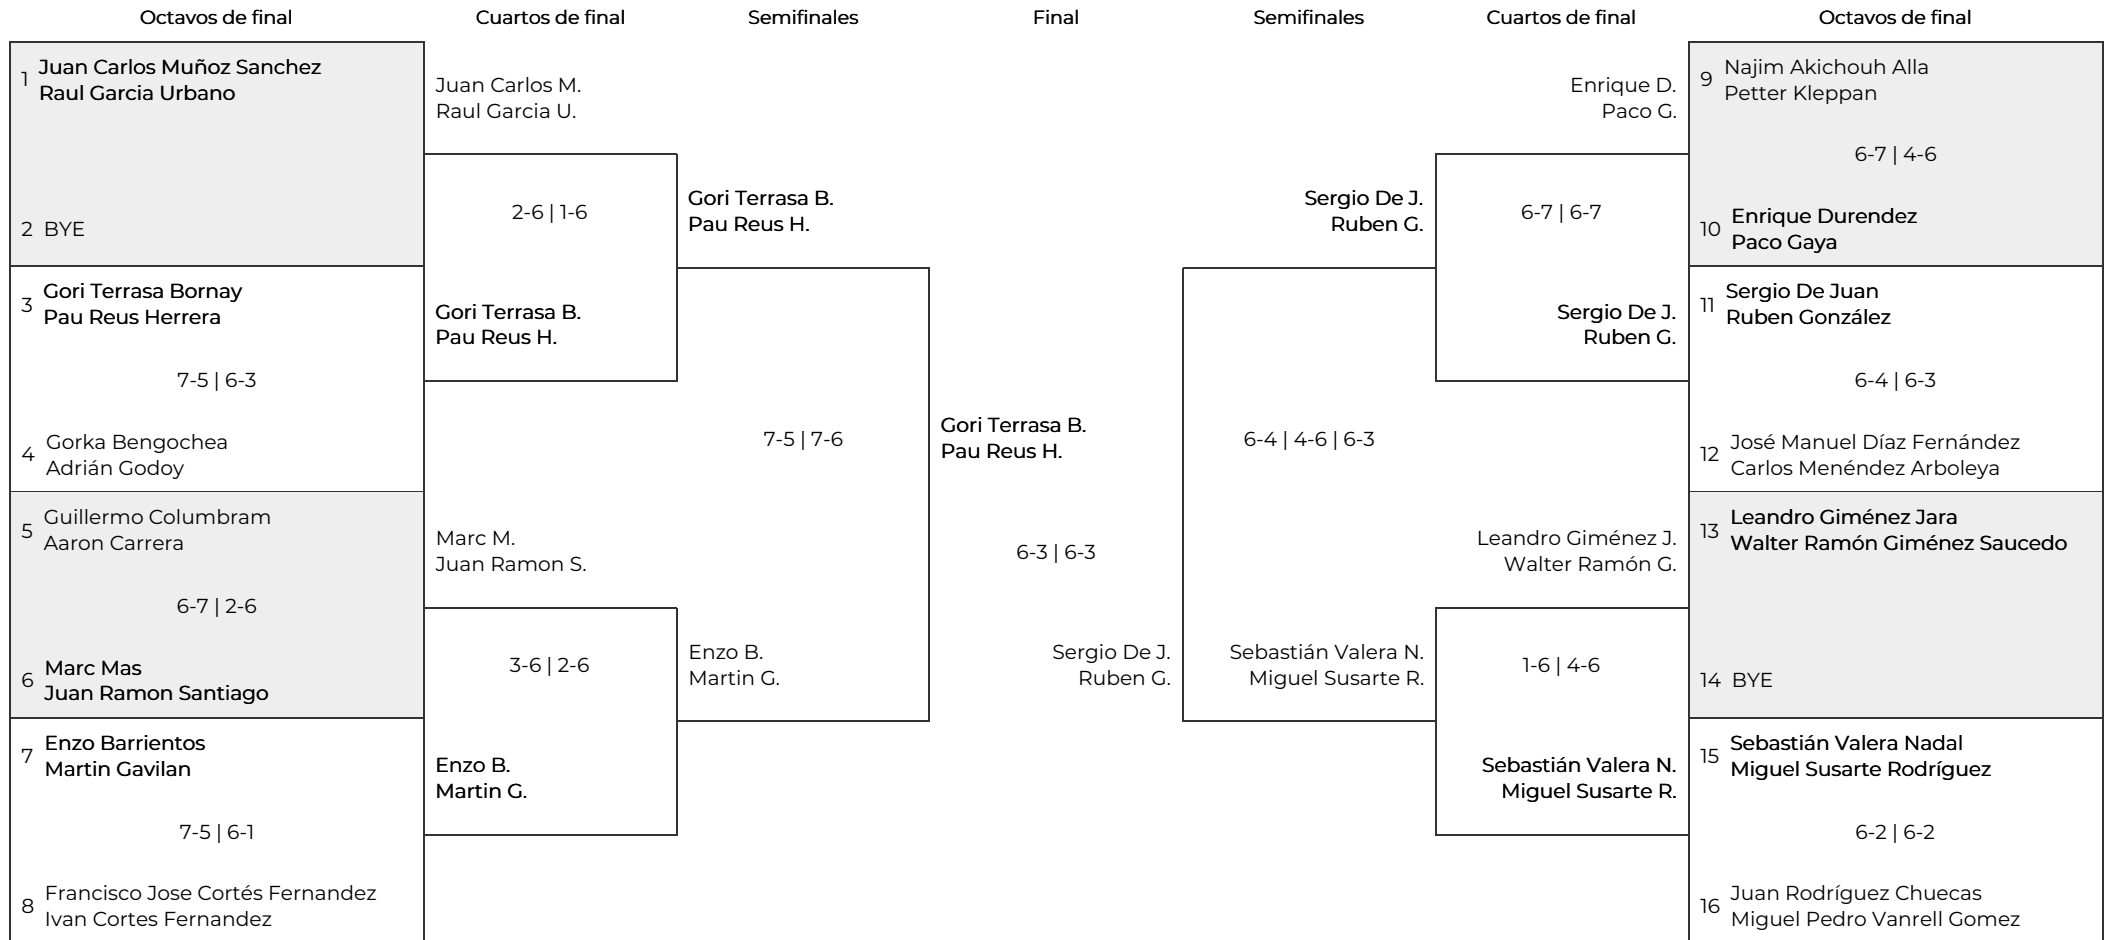 Octavos de final
Cuartos de final
Semifinales
Final
Semifinales
Cuartos de final
Octavos de final
1
Juan Carlos Muñoz Sanchez
Raul Garcia Urbano
2 BYE
3
Gori Terrasa Bornay
Pau Reus Herrera
7-5 | 6-3
4
Gorka Bengochea
Adrián Godoy
5
Guillermo Columbram
Aaron Carrera
6-7 | 2-6
6
Marc Mas
Juan Ramon Santiago
7
Enzo Barrientos
Martin Gavilan
7-5 | 6-1
8
Francisco Jose Cortés Fernandez
Ivan Cortes Fernandez
Juan Carlos M.
Raul Garcia U.
2-6 | 1-6
Gori Terrasa B.
Pau Reus H.
Marc M.
Juan Ramon S.
3-6 | 2-6
Enzo B.
Martin G.
Gori Terrasa B.
Pau Reus H.
7-5 | 7-6
Enzo B.
Martin G.
Gori Terrasa B.
Pau Reus H.
6-3 | 6-3
Sergio De J.
Ruben G.
Sergio De J.
Ruben G.
6-4 | 4-6 | 6-3
Sebastián Valera N.
Miguel Susarte R.
Enrique D.
Paco G.
6-7 | 6-7
Sergio De J.
Ruben G.
Leandro Giménez J.
Walter Ramón G.
1-6 | 4-6
Sebastián Valera N.
Miguel Susarte R.
9
Najim Akichouh Alla
Petter Kleppan
6-7 | 4-6
10
Enrique Durendez
Paco Gaya
11
Sergio De Juan
Ruben González
6-4 | 6-3
12
José Manuel Díaz Fernández
Carlos Menéndez Arboleya
13
Leandro Giménez Jara
Walter Ramón Giménez Saucedo
14 BYE
15
Sebastián Valera Nadal
Miguel Susarte Rodríguez
6-2 | 6-2
16
Juan Rodríguez Chuecas
Miguel Pedro Vanrell Gomez